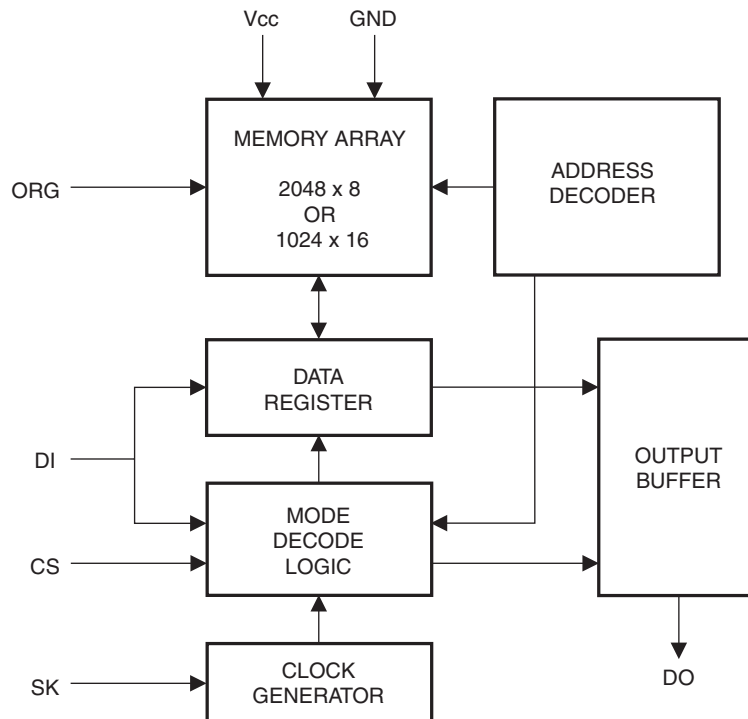 Vcc
GND
MEMORY ARRAY
2048 x 8
OR
1024 x 16
ADDRESS
DECODER
ORG
DATA
REGISTER
DI
OUTPUT
BUFFER
MODE
DECODE
LOGIC
CS
CLOCK
GENERATOR
SK
DO